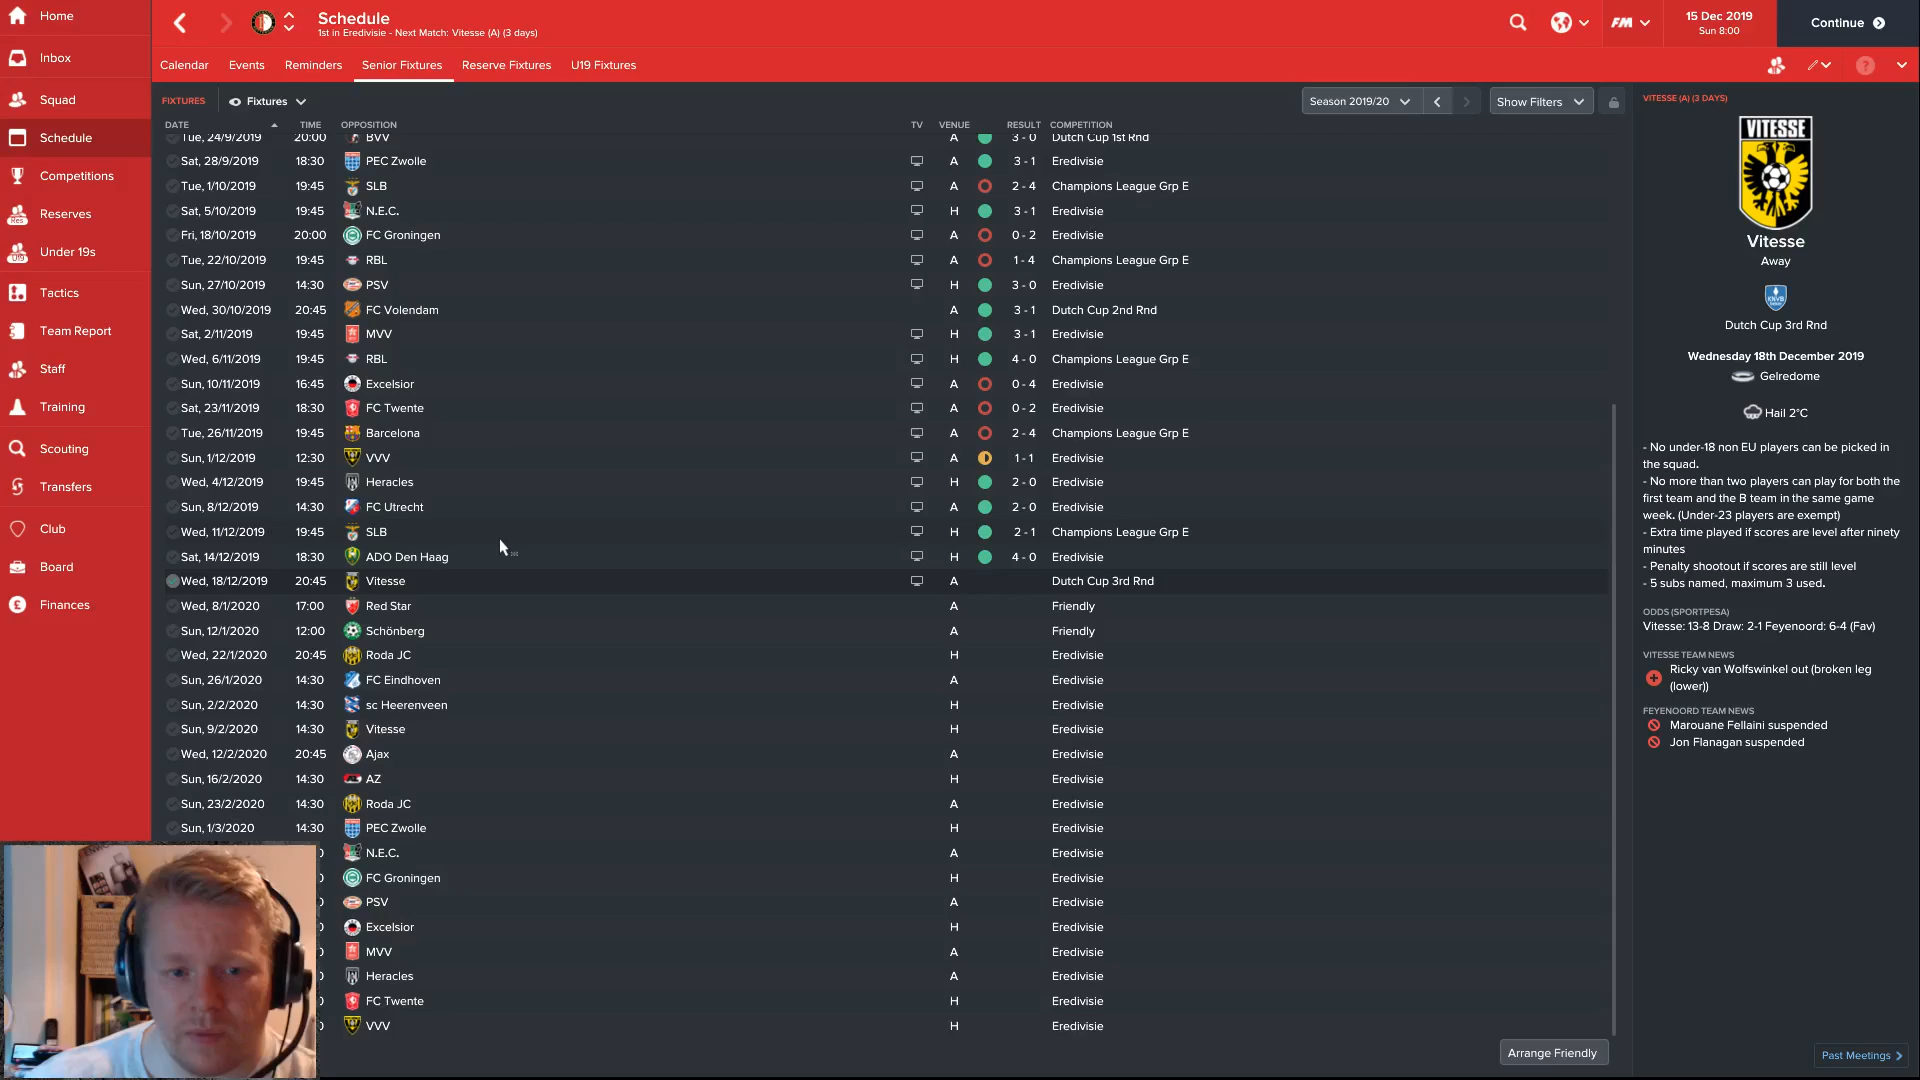 Home
Inbox
Squad
Schedule
Competitions
Reserves
Under 19s
Tactics
Team Report
Staff
Training
Scouting
Transfers
Club
Board
Finances
Schedule
1st in Eredivisie - Next Match: Vitesse (A) (3 days)
FM
15 Dec 2019
Sun 8:00
Continue
Calendar Events Reminders Senior Fixtures Reserve Fixtures U19 Fixtures
FIXTURES Fixtures Season 2019/20 Show Filters
DATE TIME OPPOSITION TV VENUE RESULT COMPETITION
Tue, 24/9/2019 20:00 BVV A 3 - 0 Dutch Cup 1st Rnd
Sat, 28/9/2019 18:30 PEC Zwolle A 3 - 1 Eredivisie
Tue, 1/10/2019 19:45 SLB A 2 - 4 Champions League Grp E
Sat, 5/10/2019 19:45 N.E.C. H 3 - 1 Eredivisie
Fri, 18/10/2019 20:00 FC Groningen A 0 - 2 Eredivisie
Tue, 22/10/2019 19:45 RBL A 1 - 4 Champions League Grp E
Sun, 27/10/2019 14:30 PSV H 3 - 0 Eredivisie
Wed, 30/10/2019 20:45 FC Volendam A 3 - 1 Dutch Cup 2nd Rnd
Sat, 2/11/2019 19:45 MVV H 3 - 1 Eredivisie
Wed, 6/11/2019 19:45 RBL H 4 - 0 Champions League Grp E
Sun, 10/11/2019 16:45 Excelsior A 0 - 4 Eredivisie
Sat, 23/11/2019 18:30 FC Twente A 0 - 2 Eredivisie
Tue, 26/11/2019 19:45 Barcelona A 2 - 4 Champions League Grp E
Sun, 1/12/2019 12:30 VVV A 1 - 1 Eredivisie
Wed, 4/12/2019 19:45 Heracles H 2 - 0 Eredivisie
Sun, 8/12/2019 14:30 FC Utrecht A 2 - 0 Eredivisie
Wed, 11/12/2019 19:45 SLB H 2 - 1 Champions League Grp E
Sat, 14/12/2019 18:30 ADO Den Haag H 4 - 0 Eredivisie
Wed, 18/12/2019 20:45 Vitesse A Dutch Cup 3rd Rnd
Wed, 8/1/2020 17:00 Red Star A Friendly
Sun, 12/1/2020 12:00 Schönberg A Friendly
Wed, 22/1/2020 20:45 Roda JC H Eredivisie
Sun, 26/1/2020 14:30 FC Eindhoven A Eredivisie
Sun, 2/2/2020 14:30 sc Heerenveen H Eredivisie
Sun, 9/2/2020 14:30 Vitesse H Eredivisie
Wed, 12/2/2020 20:45 Ajax A Eredivisie
Sun, 16/2/2020 14:30 AZ H Eredivisie
Sun, 23/2/2020 14:30 Roda JC A Eredivisie
Sun, 1/3/2020 14:30 PEC Zwolle H Eredivisie
N.E.C. A Eredivisie
FC Groningen H Eredivisie
PSV A Eredivisie
Excelsior H Eredivisie
MVV A Eredivisie
Heracles A Eredivisie
FC Twente H Eredivisie
VVV H Eredivisie
Arrange Friendly
VITESSE (A) (3 DAYS)
VITESSE
Vitesse
Away
KNVB
Dutch Cup 3rd Rnd
Wednesday 18th December 2019
Gelredome
Hail 2°C
- No under-18 non EU players can be picked in
the squad.
- No more than two players can play for both the
first team and the B team in the same game
week. (Under-23 players are exempt)
- Extra time played if scores are level after ninety
minutes
- Penalty shootout if scores are still level
- 5 subs named, maximum 3 used.
ODDS (SPORTPESA)
Vitesse: 13-8 Draw: 2-1 Feyenoord: 6-4 (Fav)
VITESSE TEAM NEWS
Ricky van Wolfswinkel out (broken leg
(lower))
FEYENOORD TEAM NEWS
Marouane Fellaini suspended
Jon Flanagan suspended
Past Meetings